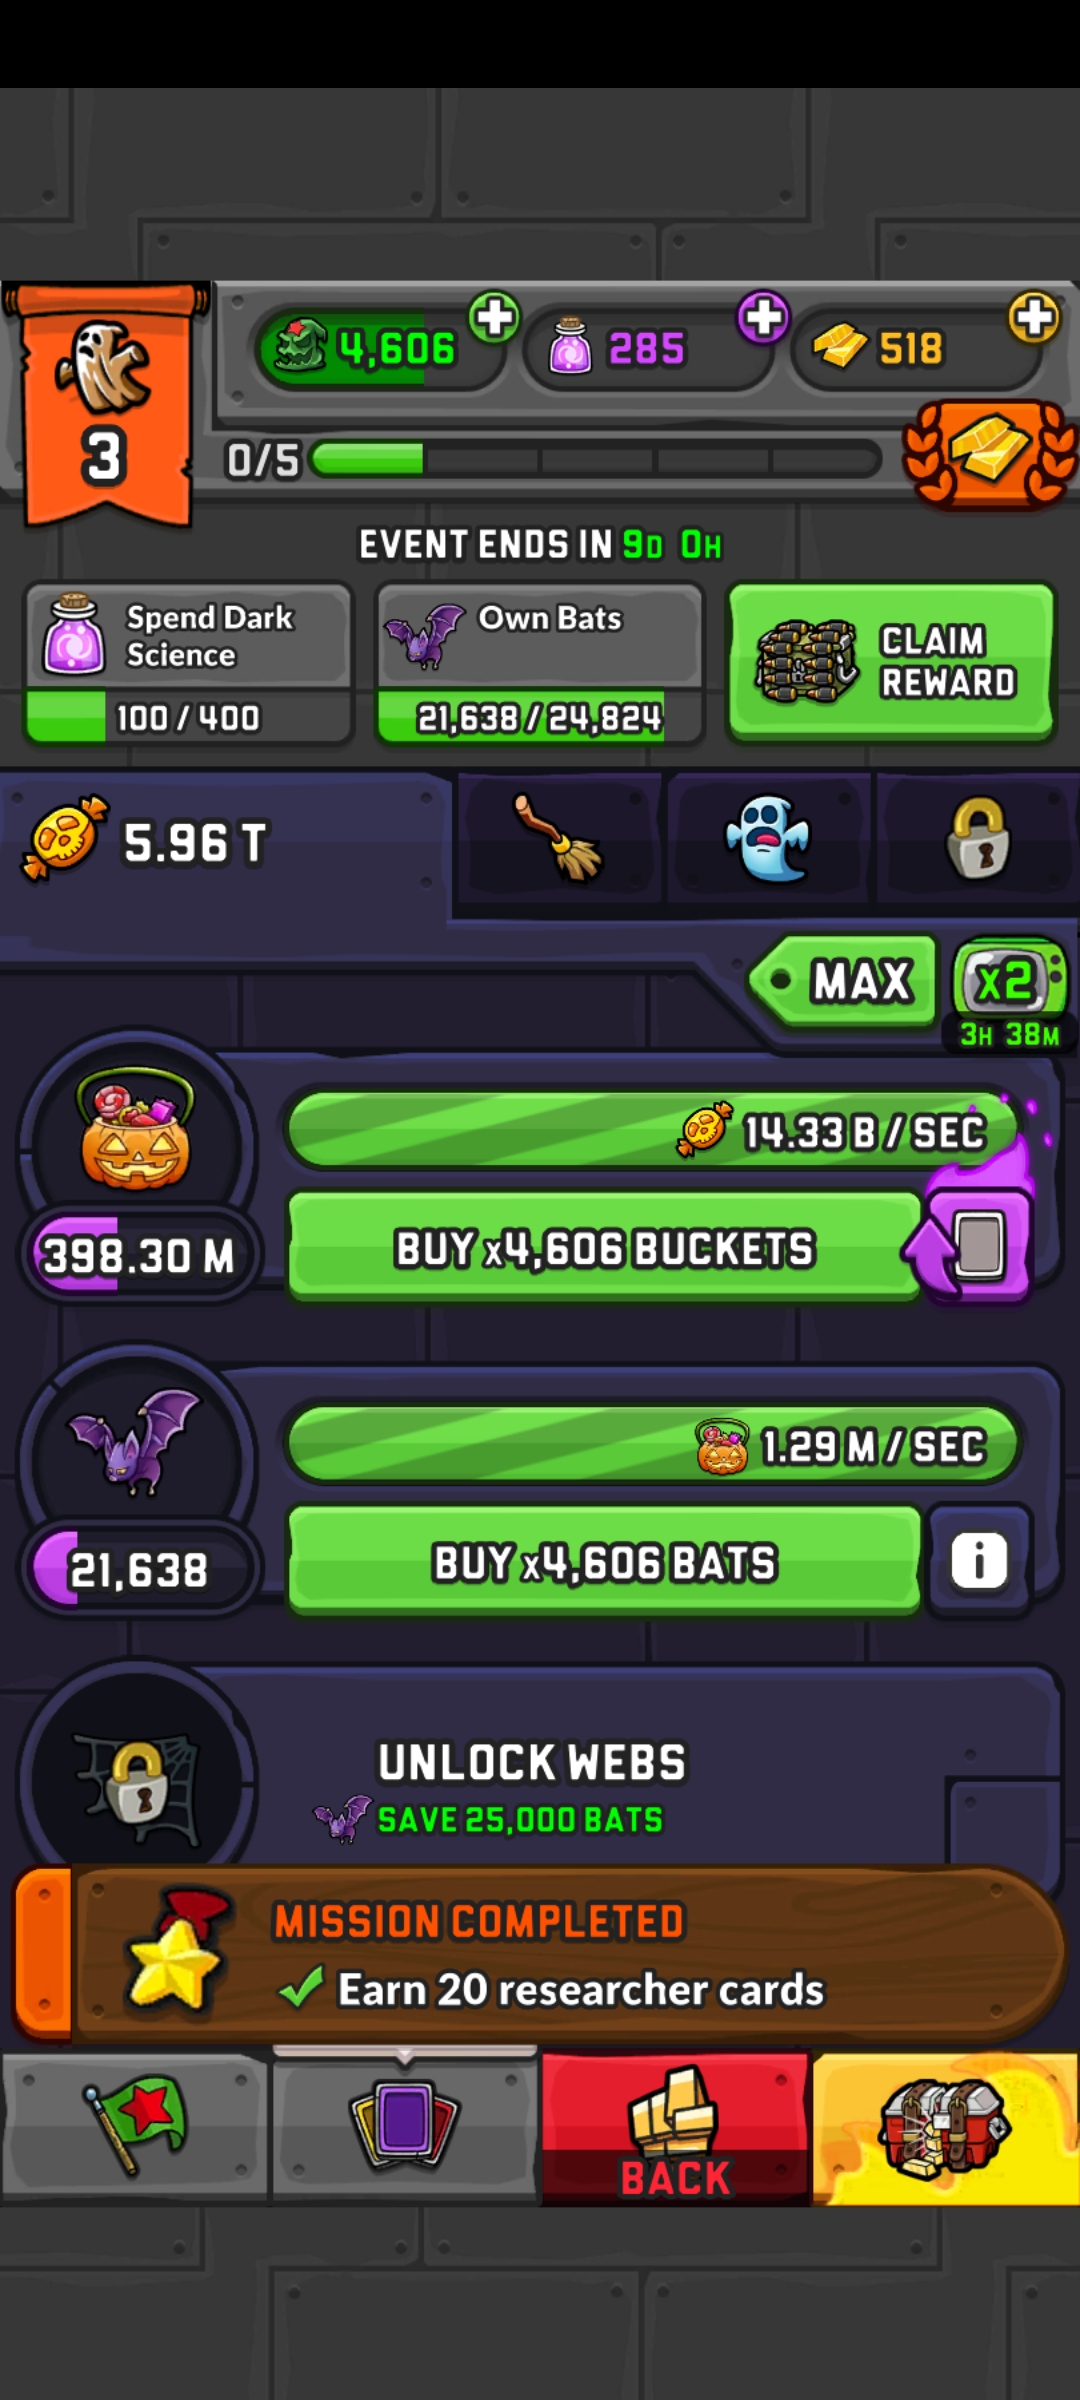 4,606
285
518
3
0/5
EVENT ENDS IN 9D 0H
Spend Dark
Science
100 / 400
Own Bats
21,638 / 24,824
CLAIM
REWARD
5.96 T
MAX
x2
3H 38M
14.33 B / SEC
398.30 M
BUY x4,606 BUCKETS
1.29 M / SEC
21,638
BUY x4,606 BATS
i
UNLOCK WEBS
SAVE 25,000 BATS
MISSION COMPLETED
Earn 20 researcher cards
BACK